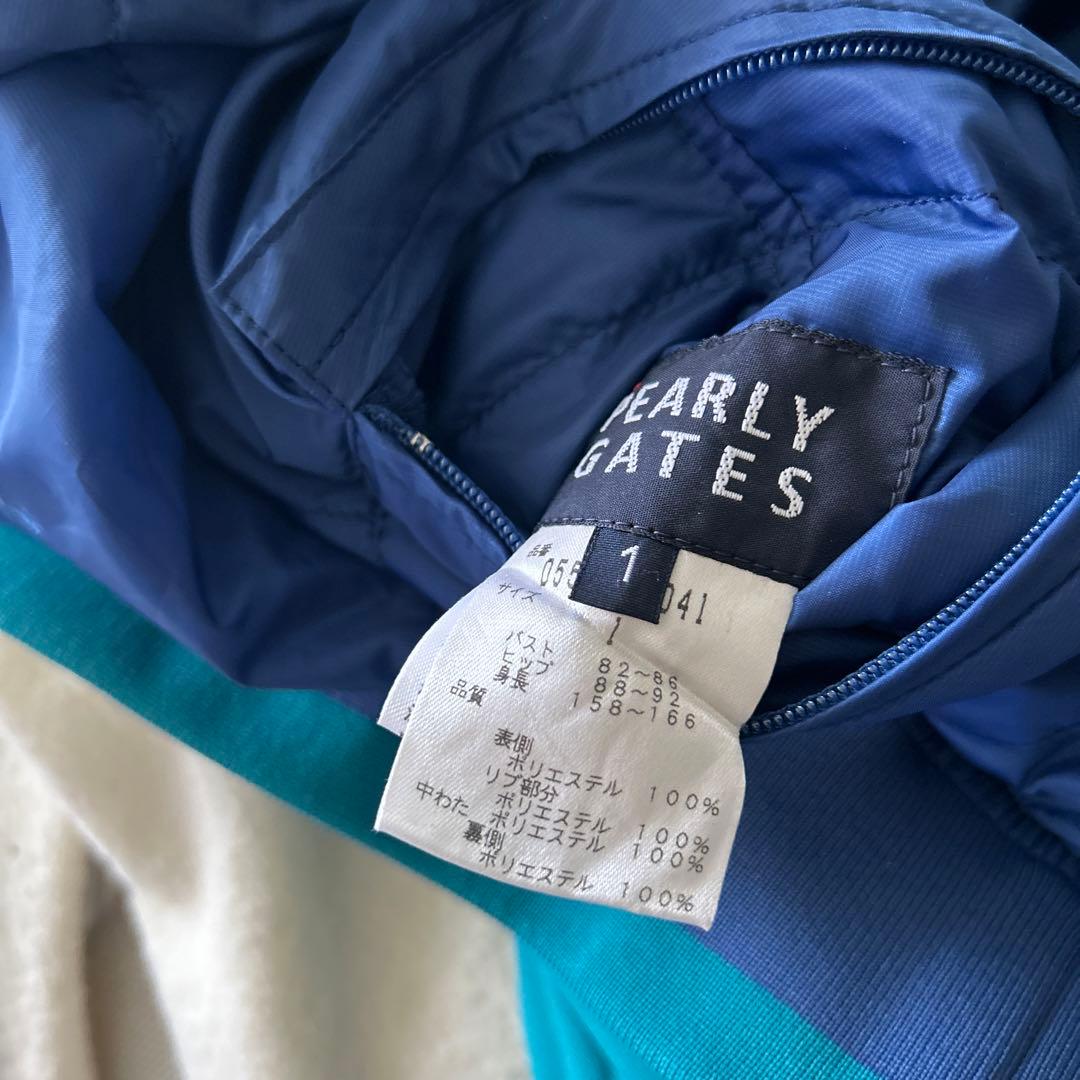 PEARLY
GATES
1
品番
055 041
サイズ 1
バスト 82~86
ヒップ 88~92
身長 158~166
品質
表側
ポリエステル 100%
リブ部分
ポリエステル 100%
中わた ポリエステル 100%
裏側
ポリエステル 100%